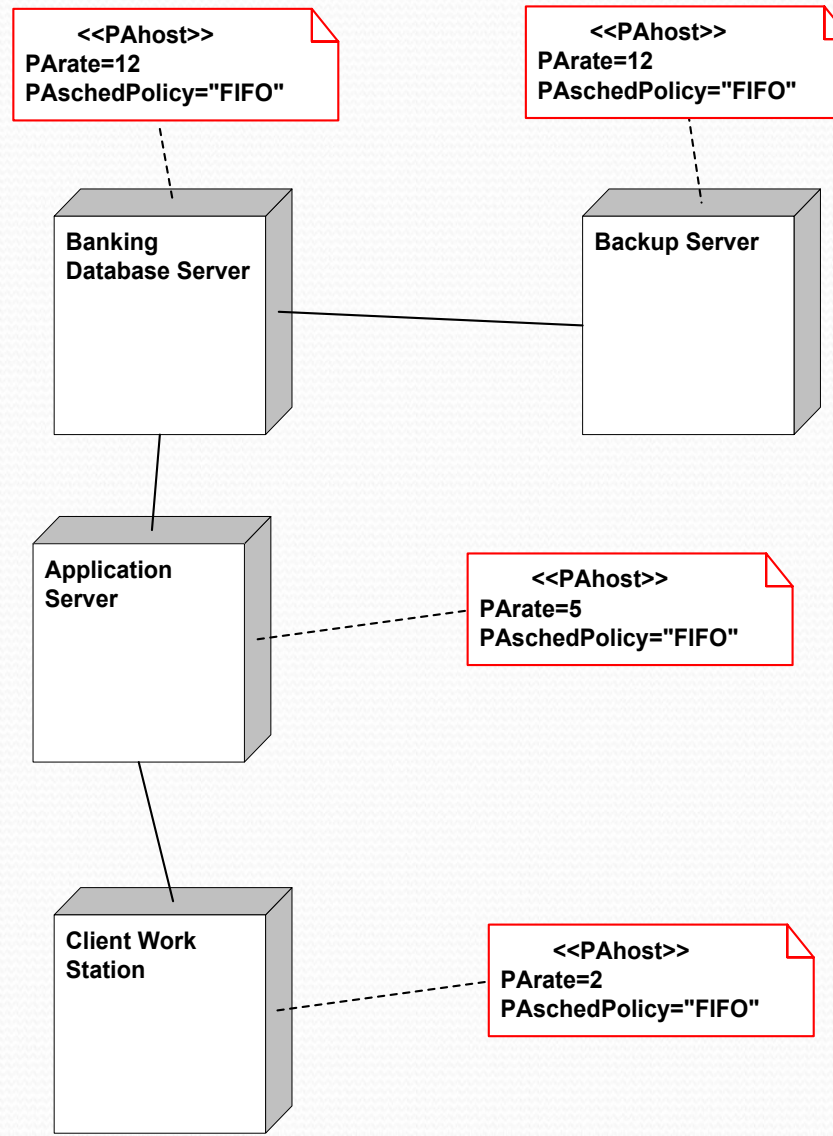 <<PAhost>>
PArate=12
PAschedPolicy="FIFO"
<<PAhost>>
PArate=12
PAschedPolicy="FIFO"
Banking
Database Server
Backup Server
Application
Server
<<PAhost>>
PArate=5
PAschedPolicy="FIFO"
Client Work
Station
<<PAhost>>
PArate=2
PAschedPolicy="FIFO"